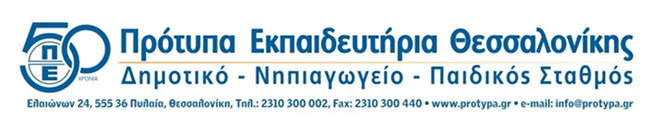 50 ΠΕ ΧΡΟΝΙΑ
Πρότυπα Εκπαιδευτήρια Θεσσαλονίκης
Δημοτικό - Νηπιαγωγείο - Παιδικός Σταθμός
Ελαιώνων 24, 555 36 Πυλαία, Θεσσαλονίκη, Τηλ.: 2310 300 002, Fax: 2310 300 440 • www.protypa.gr • e-mail: info@protypa.gr